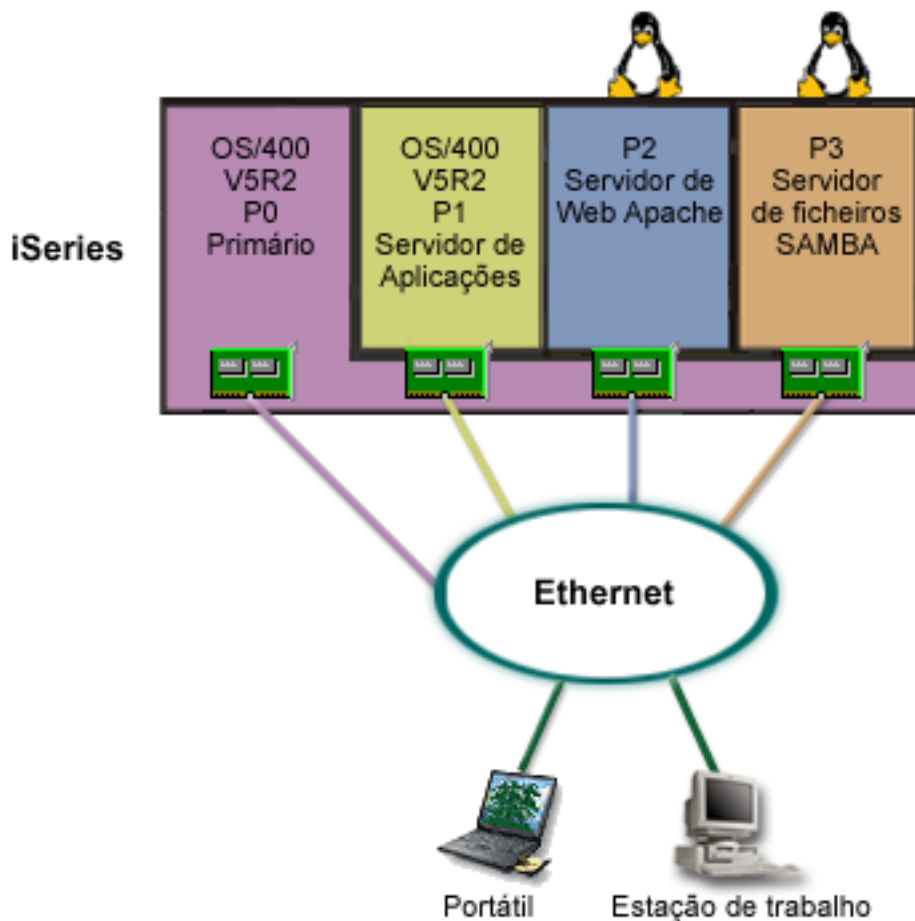 iSeries
OS/400
V5R2
P0
Primário
OS/400
V5R2
P1
Servidor de
Aplicações
P2
Servidor de
Web Apache
P3
Servidor
de ficheiros
SAMBA
Ethernet
Portátil
Estação de trabalho